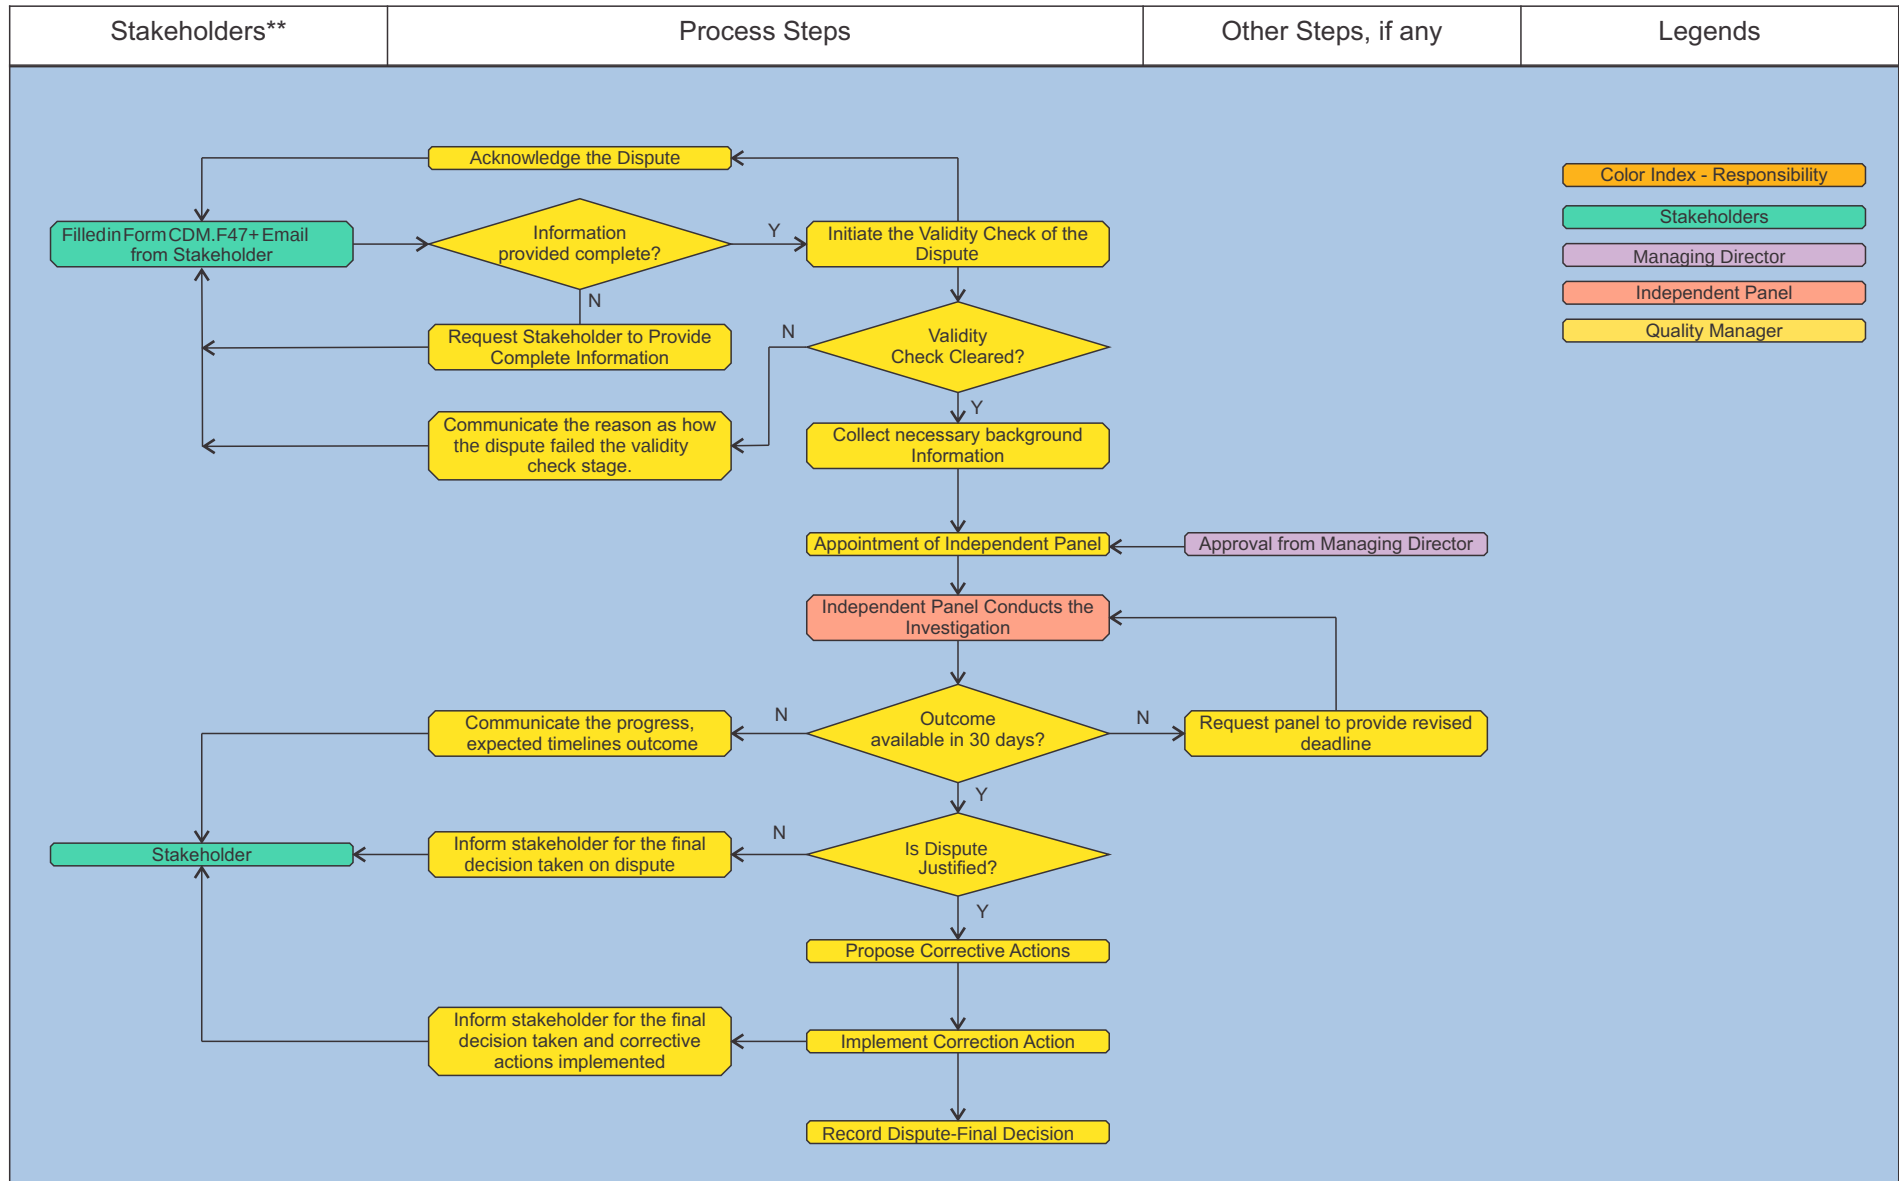 Stakeholders**
Process Steps
Other Steps, if any
Legends
Acknowledge the Dispute
Color Index - Responsibility
Stakeholders
Managing Director
Independent Panel
Quality Manager
Filled in Form CDM.F47+ Email
from Stakeholder
Information
provided complete?
Y
Initiate the Validity Check of the
Dispute
N
Request Stakeholder to Provide
Complete Information
N
Validity
Check Cleared?
Y
Communicate the reason as how
the dispute failed the validity
check stage.
Collect necessary background
Information
Appointment of Independent Panel
Approval from Managing Director
Independent Panel Conducts the
Investigation
Communicate the progress,
expected timelines outcome
N
Outcome
available in 30 days?
N
Request panel to provide revised
deadline
Y
Stakeholder
Inform stakeholder for the final
decision taken on dispute
N
Is Dispute
Justified?
Y
Propose Corrective Actions
Inform stakeholder for the final
decision taken and corrective
actions implemented
Implement Correction Action
Record Dispute-Final Decision